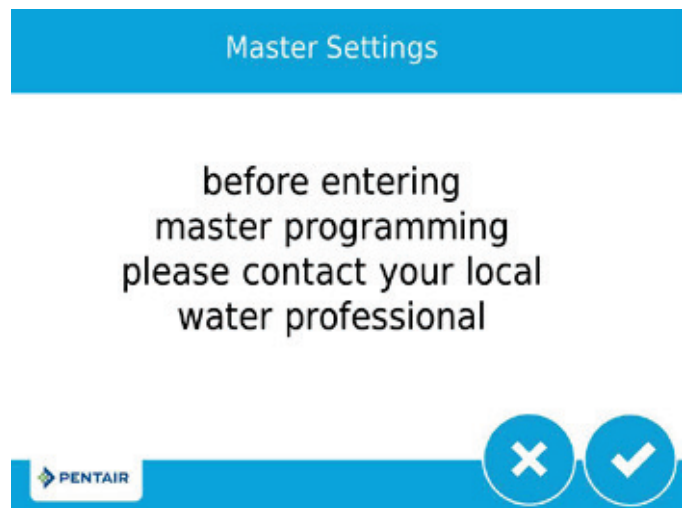 Master Settings
before entering
master programming
please contact your local
water professional
PENTAIR